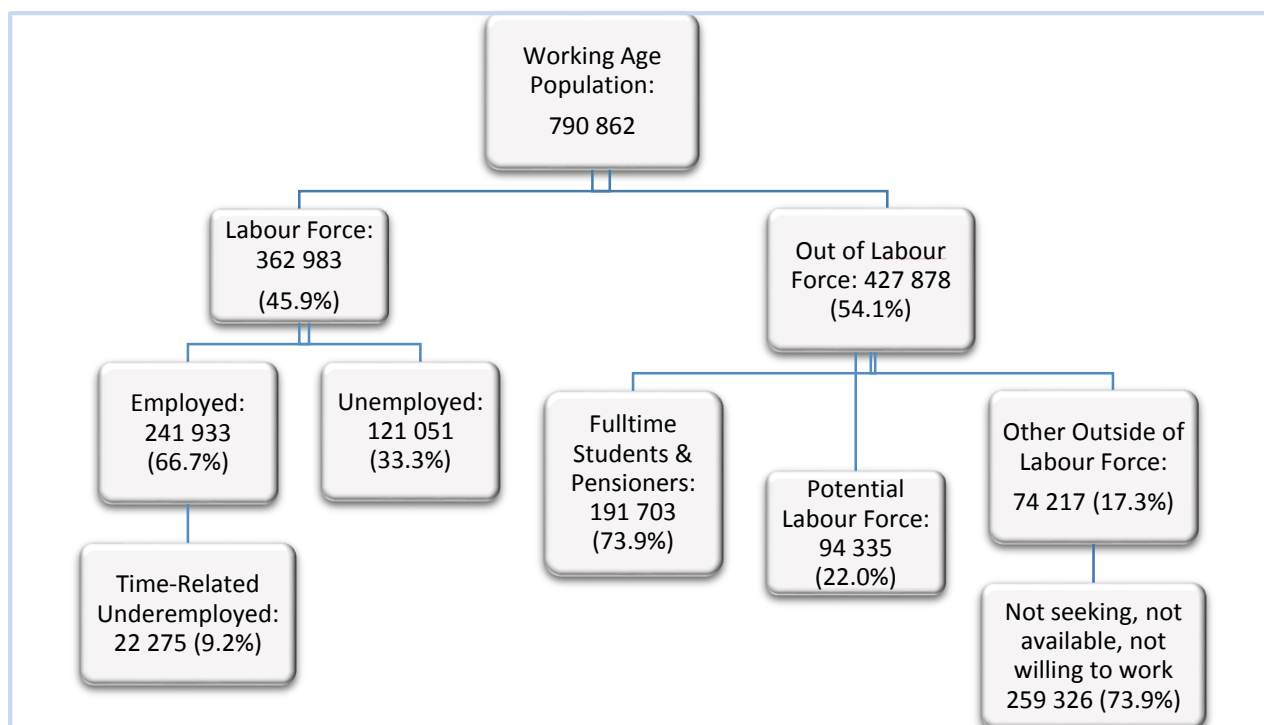 Working Age
Population:
790 862
Labour Force:
362 983
(45.9%)
Out of Labour
Force: 427 878
(54.1%)
Employed:
241 933
(66.7%)
Unemployed:
121 051
(33.3%)
Fulltime
Students &
Pensioners:
191 703
(73.9%)
Potential
Labour Force:
94 335
(22.0%)
Other Outside of
Labour Force:
74 217 (17.3%)
Time-Related
Underemployed:
22 275 (9.2%)
Not seeking, not
available, not
willing to work
259 326 (73.9%)